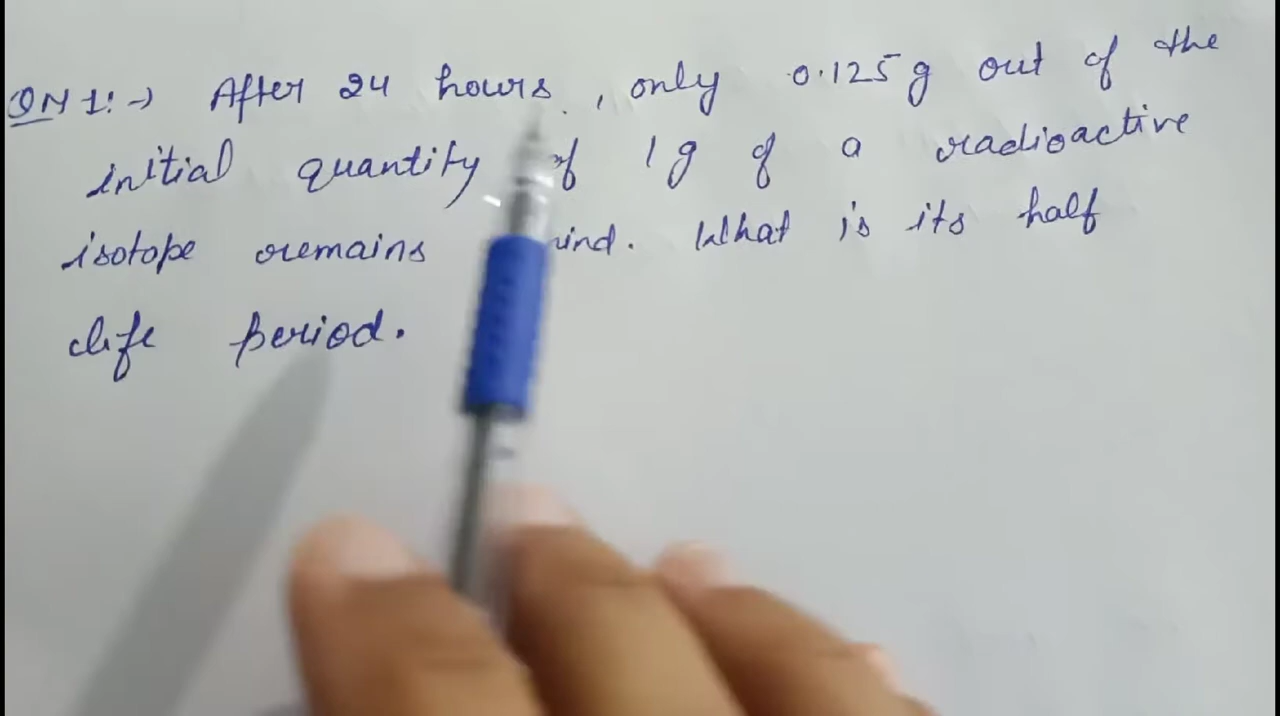 QN 1:→ After 24 hours, only 0.125g out of the
initial quantity of 1g of a radioactive
isotope remains . What is its half
life period.